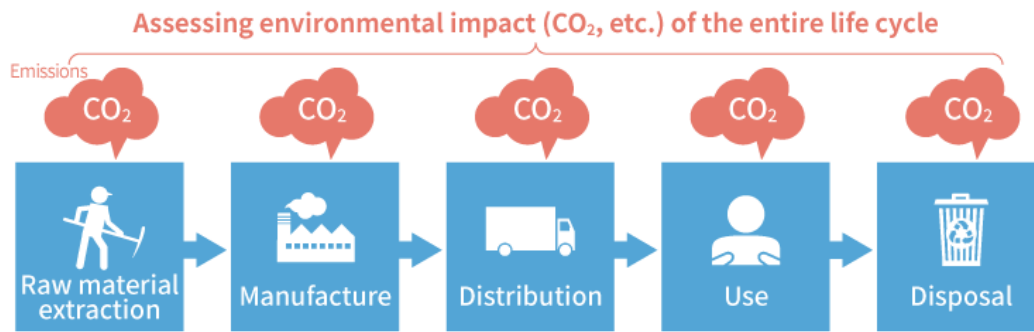 Assessing environmental impact (CO₂, etc.) of the entire life cycle
Emissions
CO₂
CO₂
CO₂
CO₂
CO₂
Raw material
extraction
Manufacture
Distribution
Use
Disposal